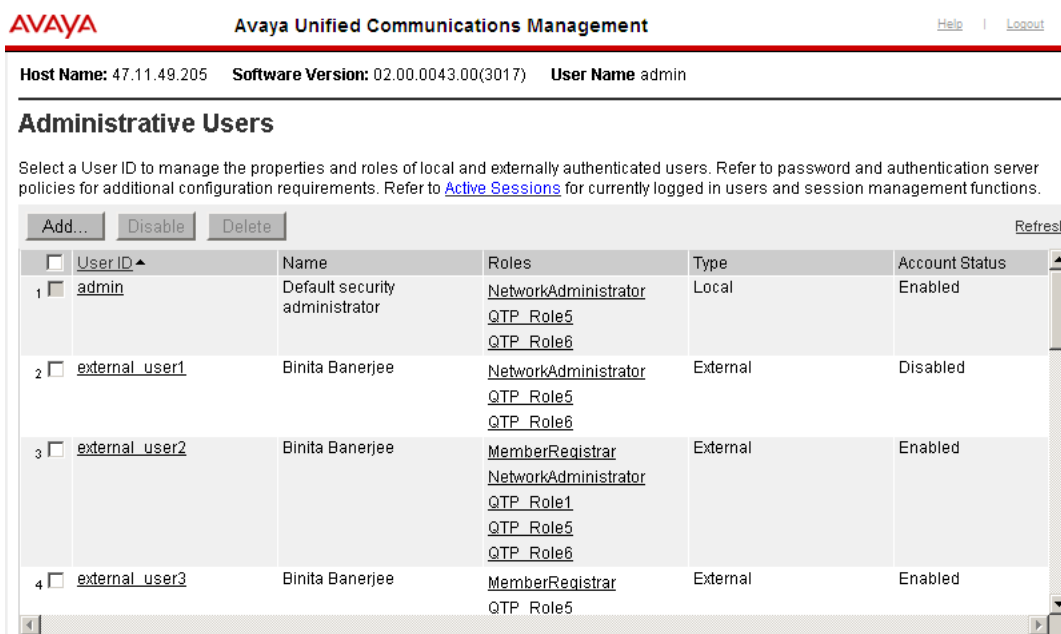 AVAYA Avaya Unified Communications Management Help | Logout
Host Name: 47.11.49.205 Software Version: 02.00.0043.00(3017) User Name admin
Administrative Users
Select a User ID to manage the properties and roles of local and externally authenticated users. Refer to password and authentication server
policies for additional configuration requirements. Refer to Active Sessions for currently logged in users and session management functions.
Add... Disable Delete Refresh
User ID Name Roles Type Account Status
1 admin Default security administrator NetworkAdministrator Local Enabled
QTP_Role5
QTP_Role6
2 external_user1 Binita Banerjee NetworkAdministrator External Disabled
QTP_Role5
QTP_Role6
3 external_user2 Binita Banerjee MemberRegistrar External Enabled
NetworkAdministrator
QTP_Role1
QTP_Role5
QTP_Role6
4 external_user3 Binita Banerjee MemberRegistrar External Enabled
QTP_Role5